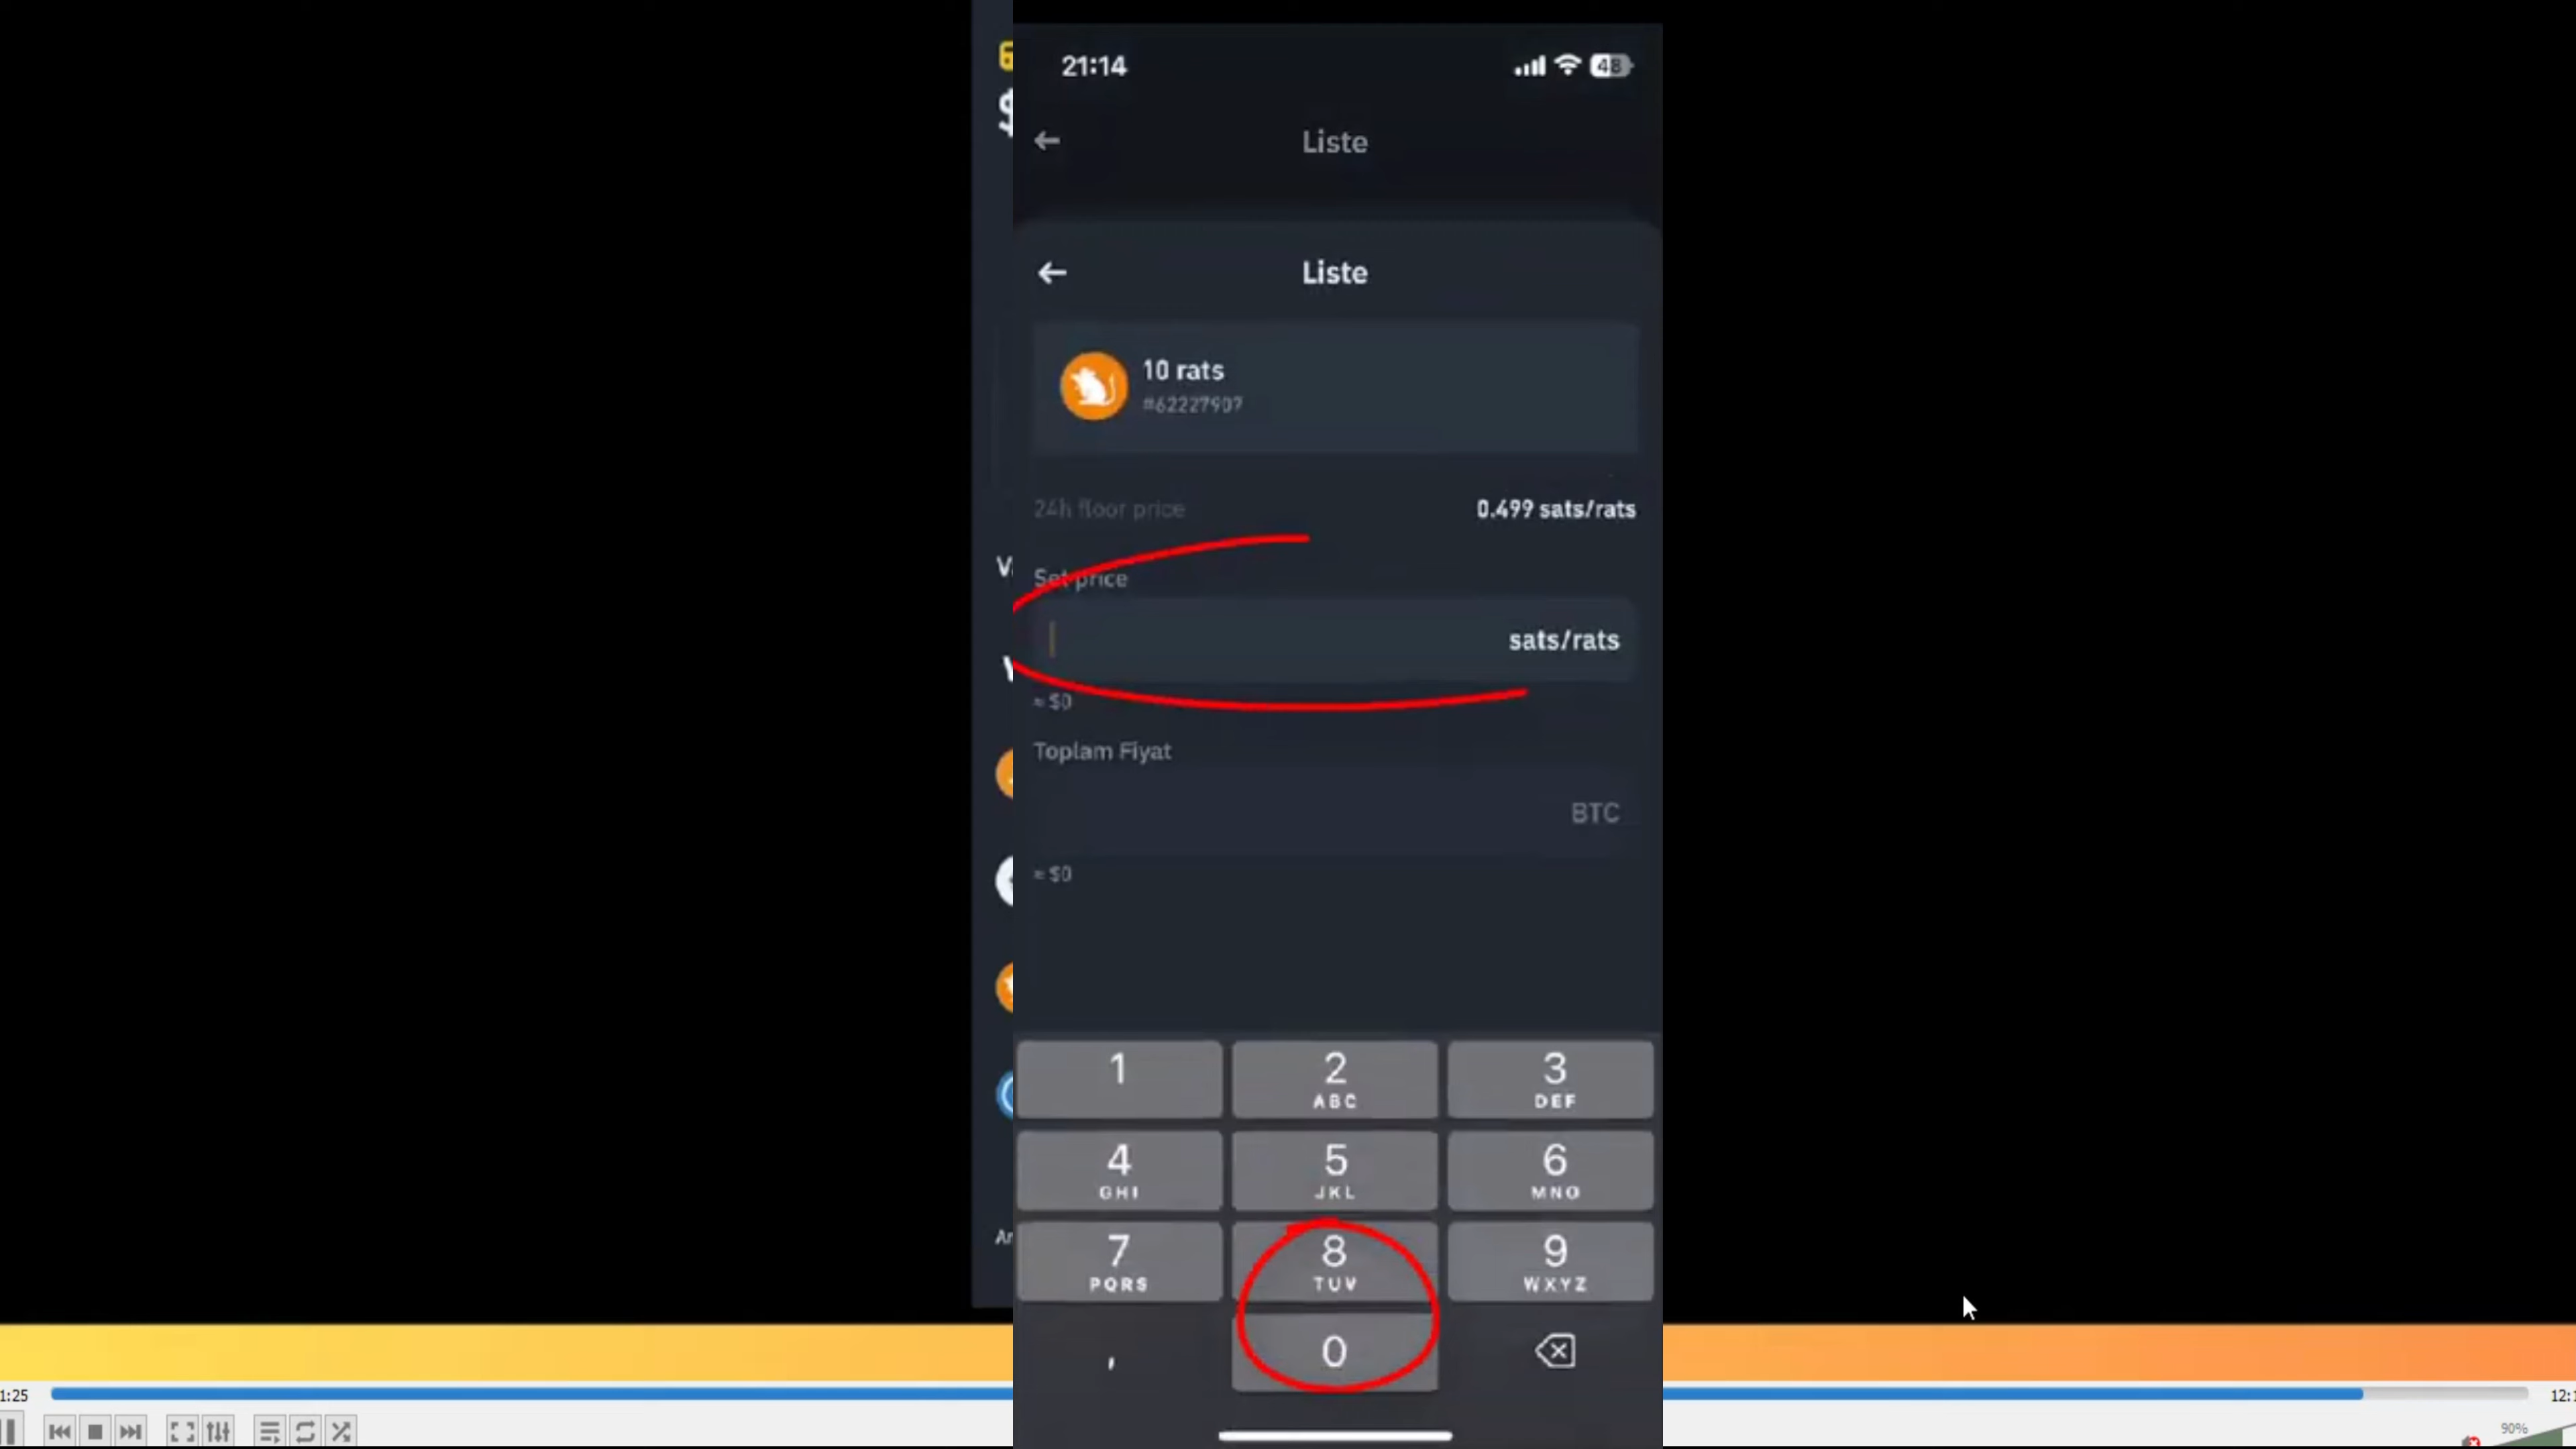 21:14
48
Liste
Liste
10 rats
#62227907
24h floor price
0.499 sats/rats
Set price
sats/rats
≈ $0
Toplam Fiyat
BTC
≈ $0
1
2
ABC
3
DEF
4
GHI
5
JKL
6
MNO
7
PQRS
8
TUV
9
WXYZ
,
0
1:25
90%